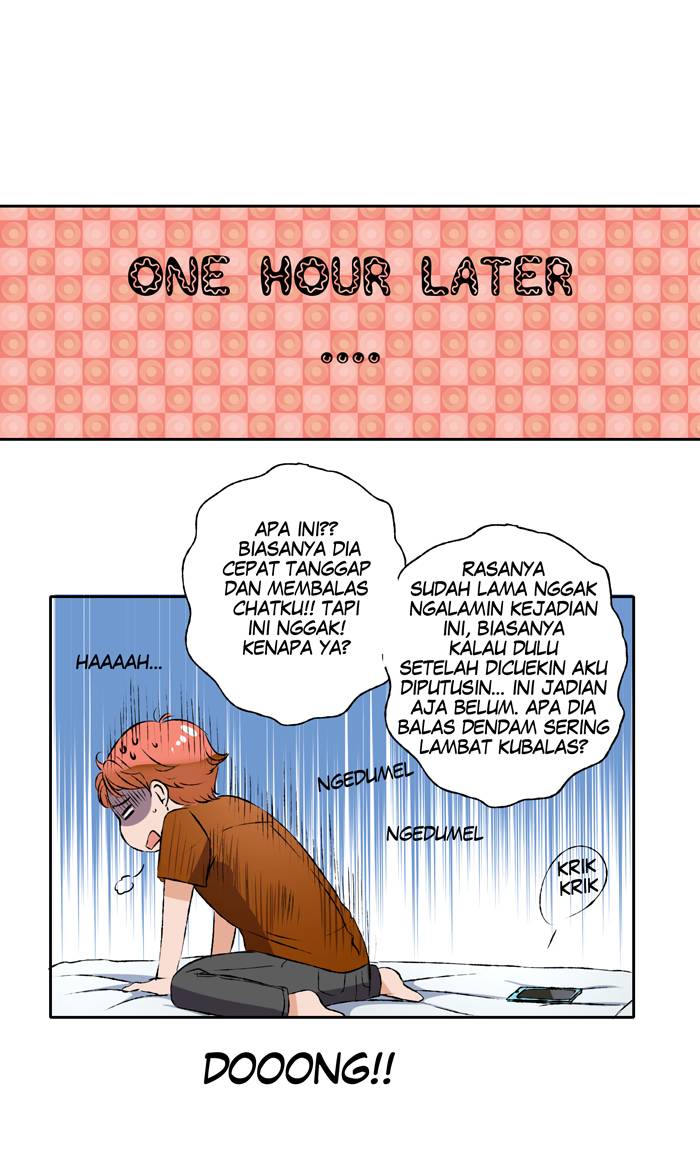 ONE HOUR LATER
....
APA INI??
BIASANYA DIA
CEPAT TANGGAP
DAN MEMBALAS
CHATKU!! TAPI
INI NGGAK!
KENAPA YA?
RASANYA
SUDAH LAMA NGGAK
NGALAMIN KEJADIAN
INI, BIASANYA
KALAU DULU
SETELAH DICUEKIN AKU
DIPUTUSIN... INI JADIAN
AJA BELUM. APA DIA
BALAS DENDAM SERING
LAMBAT KUBALAS?
HAAAAH...
NGEDUMEL
NGEDUMEL
KRIK
KRIK
DOOONG!!